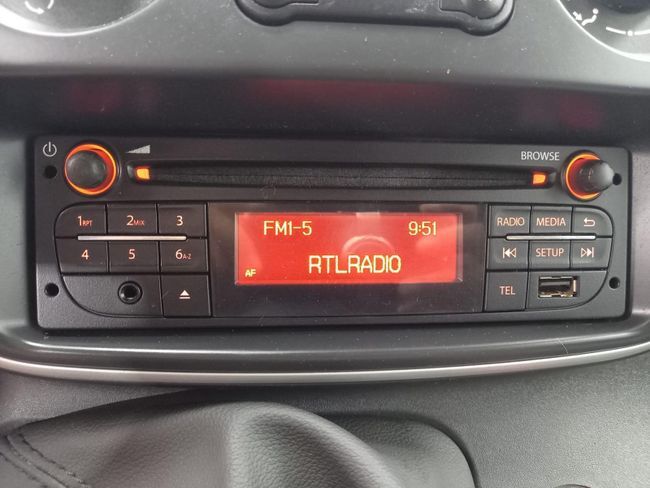 BROWSE
1RPT 2MIX 3
4 5 6A-Z
FM1-5 9:51
AF RTLRADIO
RADIO MEDIA
SETUP
TEL